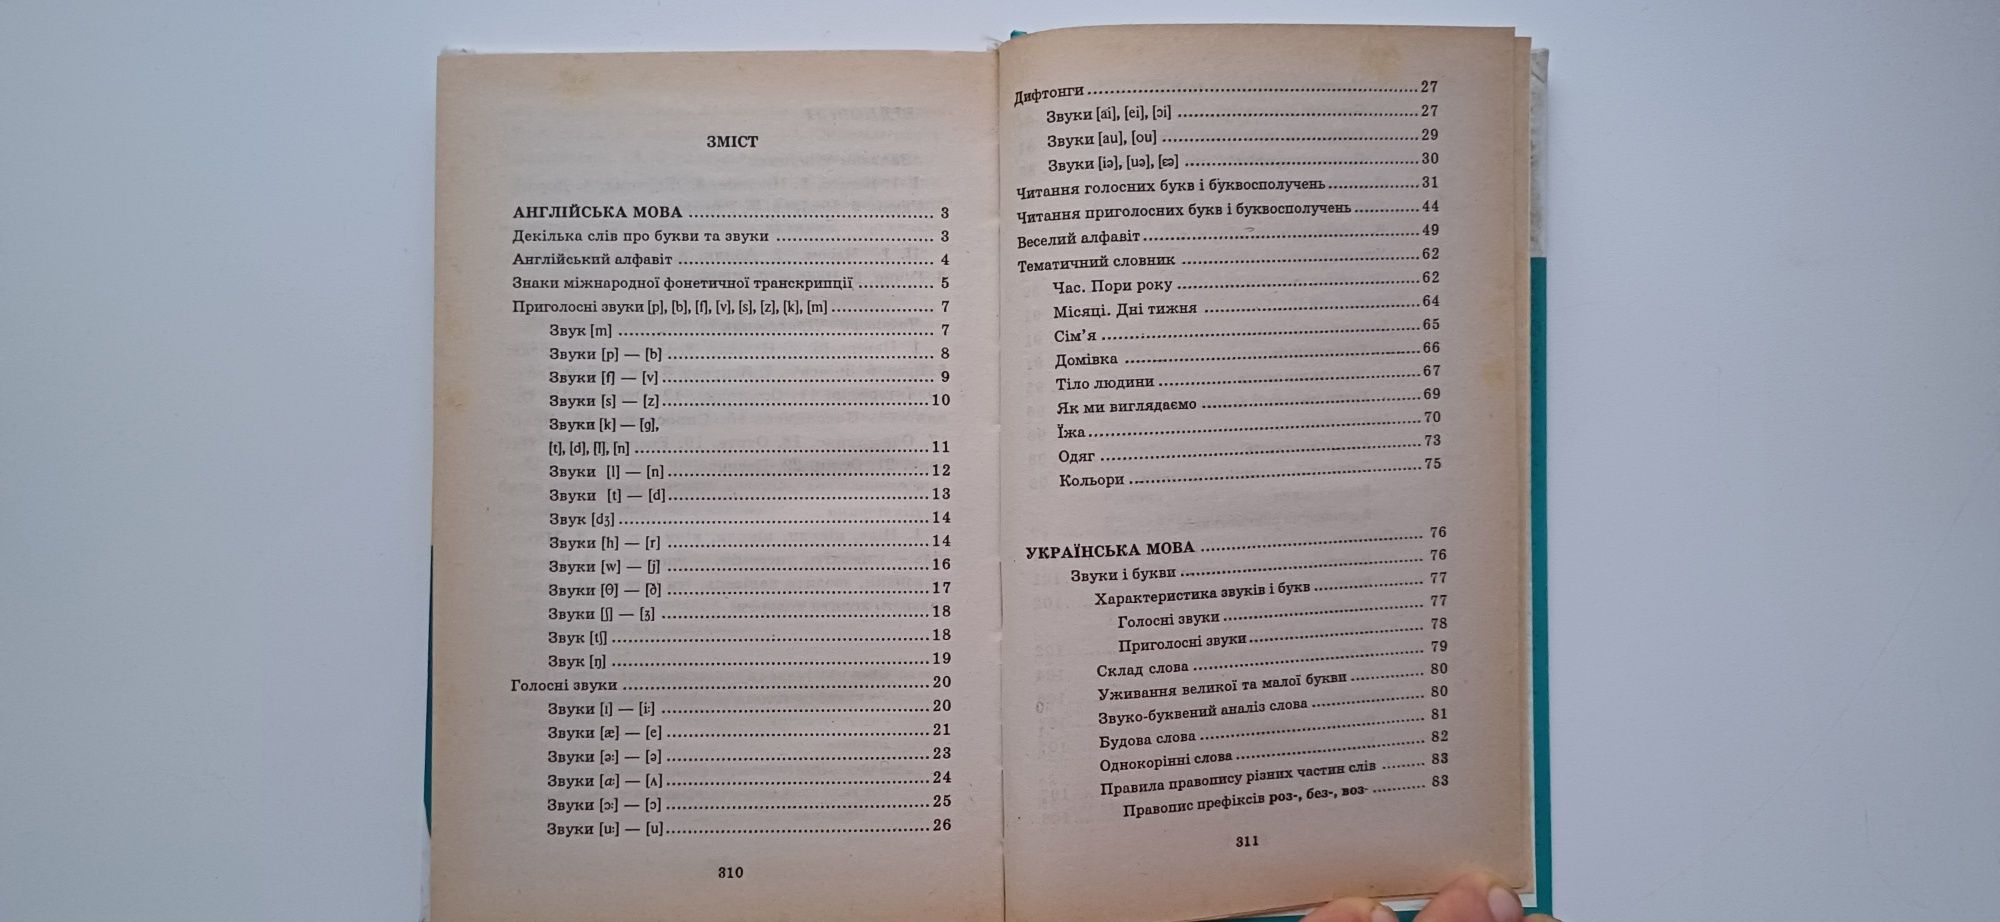 ЗМІСТ
АНГЛІЙСЬКА МОВА ........ 3
Декілька слів про букви та звуки ........ 3
Англійський алфавіт ........ 4
Знаки міжнародної фонетичної транскрипції ........ 5
Приголосні звуки [p], [b], [f], [v], [s], [z], [k], [m] ........ 7
Звук [m] ........ 7
Звуки [p] — [b] ........ 8
Звуки [f] — [v] ........ 9
Звуки [s] — [z] ........ 10
Звуки [k] — [g],
[t], [d], [l], [n] ........ 11
Звуки [l] — [n] ........ 12
Звуки [t] — [d] ........ 13
Звук [dʒ] ........ 14
Звуки [h] — [r] ........ 14
Звуки [w] — [j] ........ 16
Звуки [θ] — [ð] ........ 17
Звуки [ʃ] — [ʒ] ........ 18
Звук [tʃ] ........ 18
Звук [ŋ] ........ 19
Голосні звуки ........ 20
Звуки [ı] — [i:] ........ 20
Звуки [æ] — [e] ........ 21
Звуки [ə:] — [ə] ........ 23
Звуки [ɑ:] — [ʌ] ........ 24
Звуки [ɔ:] — [ɔ] ........ 25
Звуки [u:] — [u] ........ 26
310
Дифтонги ........ 27
Звуки [ai], [ei], [ɔi] ........ 27
Звуки [au], [ou] ........ 29
Звуки [iə], [uə], [ɛə] ........ 30
Читання голосних букв і буквосполучень ........ 31
Читання приголосних букв і буквосполучень ........ 44
Веселий алфавіт ........ 49
Тематичний словник ........ 62
Час. Пори року ........ 62
Місяці. Дні тижня ........ 64
Сім’я ........ 65
Домівка ........ 66
Тіло людини ........ 67
Як ми виглядаємо ........ 69
Їжа ........ 70
Одяг ........ 73
Кольори ........ 75
УКРАЇНСЬКА МОВА ........ 76
Звуки і букви ........ 76
Характеристика звуків і букв ........ 77
Голосні звуки ........ 77
Приголосні звуки ........ 78
Склад слова ........ 79
Уживання великої та малої букви ........ 80
Звуко-буквений аналіз слова ........ 80
Будова слова ........ 81
Однокорінні слова ........ 82
Правила правопису різних частин слів ........ 83
Правопис префіксів роз-, без-, воз- ........ 83
311